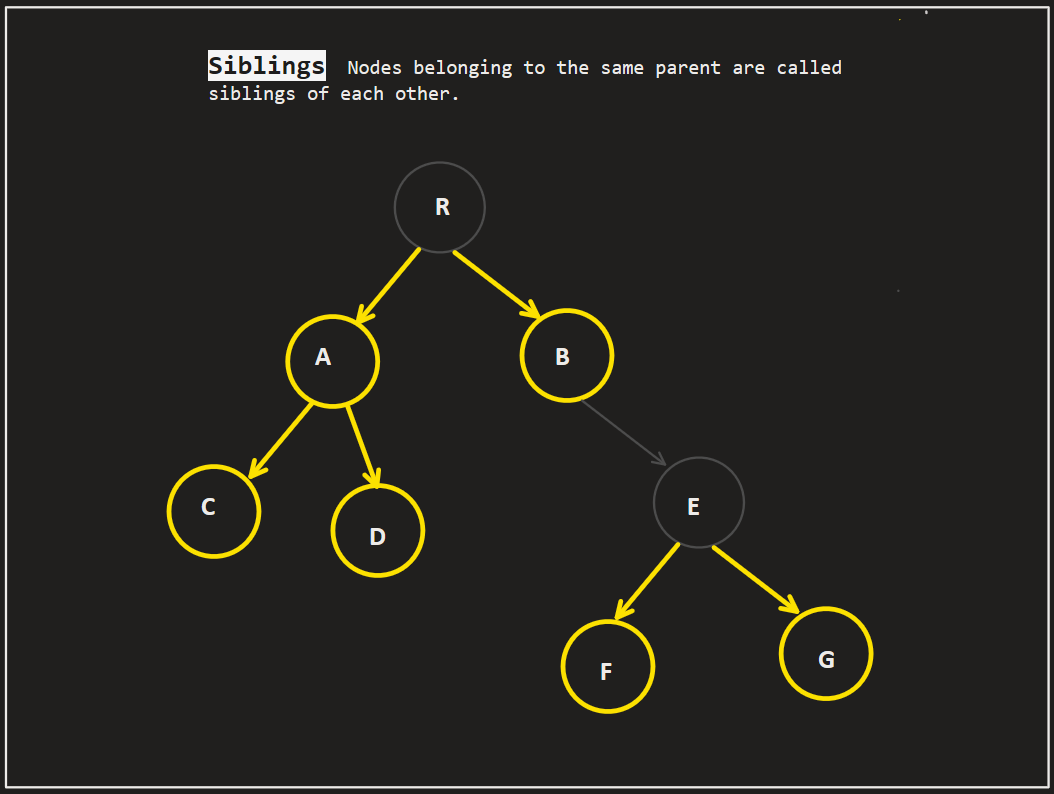 Siblings Nodes belonging to the same parent are called
siblings of each other.
R
A
B
C
D
E
F
G